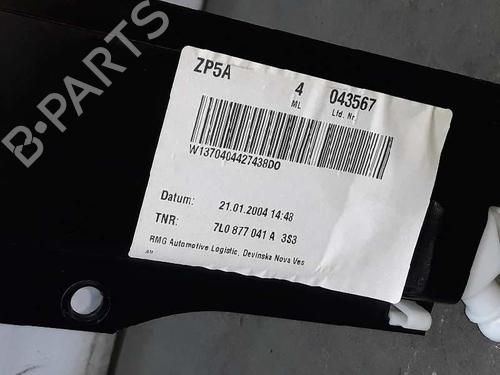 B-PARTS
ZP5A
4 043567
ML Lfd. Nr
W1370404427438D0
Datum: 21.01.2004 14:48
TNR: 7L0 877 041 A 3S3
RMG Automotive Logistic, Devinska Nova Ves